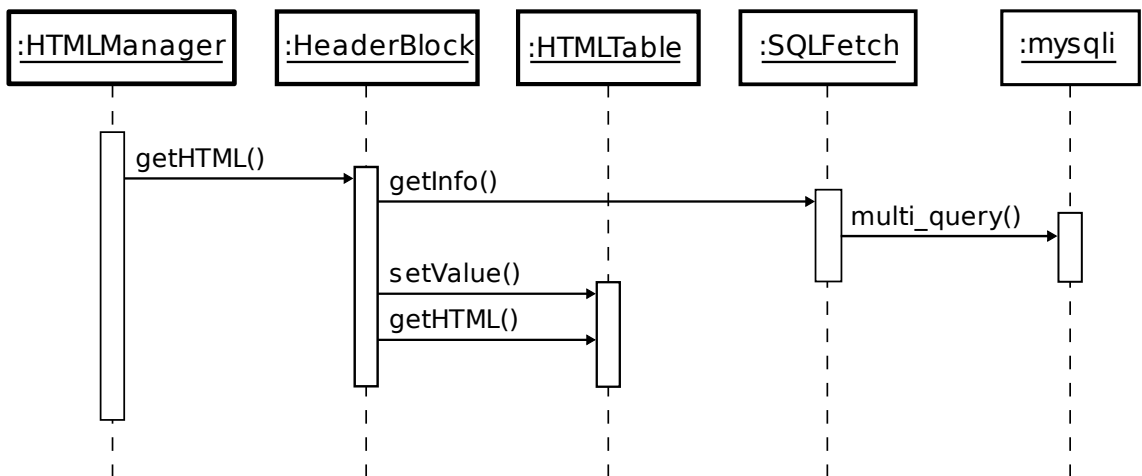 :HTMLManager
:HeaderBlock
:HTMLTable
:SQLFetch
:mysqli
getHTML()
getInfo()
multi_query()
setValue()
getHTML()